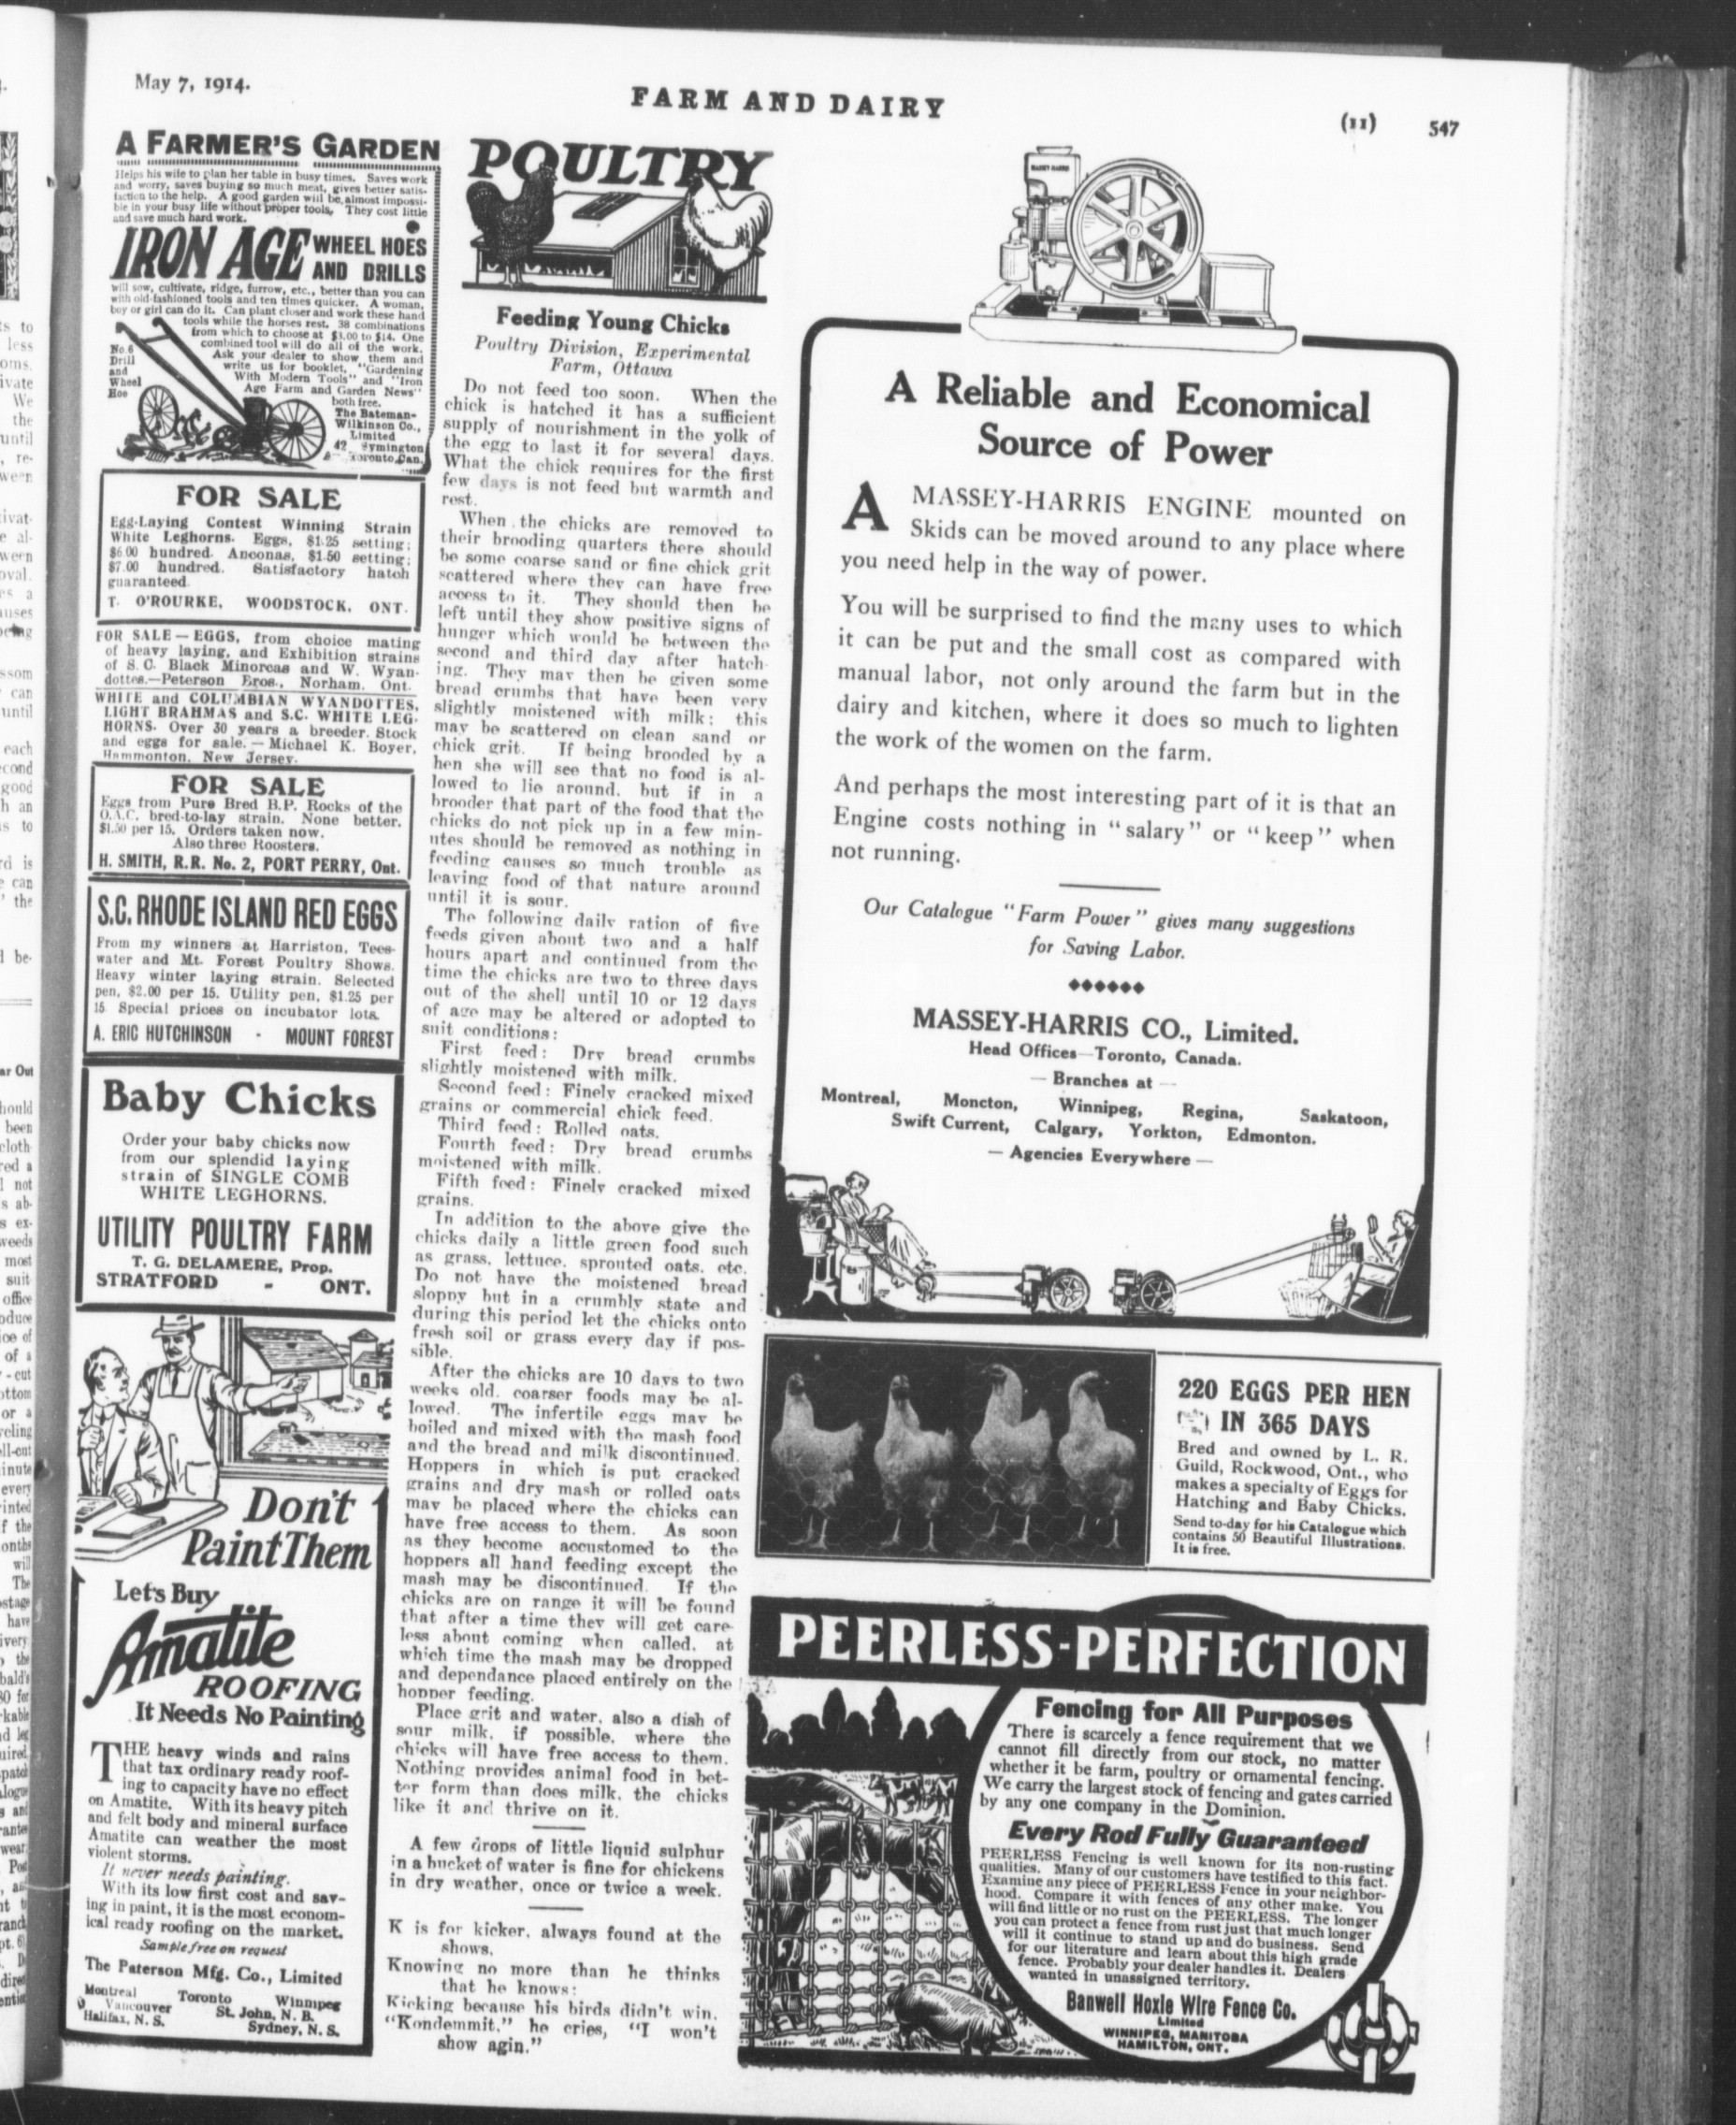 May 7, 1914.
FARM AND DAIRY
(11) 547
A FARMER'S GARDEN
Helps his wife to plan her table in busy times. Saves work
and worry, saves buying so much meat, gives better satis-
faction to the help. A good garden will be almost impossi-
ble in your busy life without proper tools. They cost little
and save much hard work.
IRON AGE WHEEL HOES
AND DRILLS
will sow, cultivate, ridge, furrow, etc., better than you can
with old-fashioned tools and ten times quicker. A woman,
boy or girl can do it. Can plant closer and work these hand
tools while the horses rest. 38 combinations
from which to choose at $3.00 to $14. One
combined tool will do all of the work.
Ask your dealer to show them and
write us for booklet, "Gardening
With Modern Tools" and "Iron
Age Farm and Garden News"
both free.
The Bateman-
Wilkinson Co.,
Limited
42 Symington
Toronto, Can.
No. 6
Drill
and
Wheel
Hoe
FOR SALE
Egg-Laying Contest Winning Strain
White Leghorns. Eggs, $1.25 setting;
$6.00 hundred. Anconas, $1.50 setting;
$7.00 hundred. Satisfactory hatch
guaranteed.
T. O'ROURKE, WOODSTOCK, ONT.
FOR SALE—EGGS, from choice mating
of heavy laying, and Exhibition strains
of S.C. Black Minorcas and W. Wyan-
dottes.—Peterson Bros., Norham, Ont.
WHITE and COLUMBIAN WYANDOTTES,
LIGHT BRAHMAS and S.C. WHITE LEG-
HORNS. Over 30 years a breeder. Stock
and eggs for sale.—Michael K. Boyer,
Hammonton, New Jersey.
FOR SALE
Eggs from Pure Bred B.P. Rocks of the
O.A.C. bred-to-lay strain. None better.
$1.50 per 15. Orders taken now.
Also three Roosters.
H. SMITH, R.R. No. 2, PORT PERRY, Ont.
S.C. RHODE ISLAND RED EGGS
From my winners at Harriston, Tees-
water and Mt. Forest Poultry Shows.
Heavy winter laying strain. Selected
pen, $2.00 per 15. Utility pen, $1.25 per
15. Special prices on incubator lots.
A. ERIC HUTCHINSON - MOUNT FOREST
Baby Chicks
Order your baby chicks now
from our splendid laying
strain of SINGLE COMB
WHITE LEGHORNS.
UTILITY POULTRY FARM
T. G. DELAMERE, Prop.
STRATFORD - ONT.
Don't
Paint Them
Let's Buy
Amatite
ROOFING
It Needs No Painting
THE heavy winds and rains
that tax ordinary ready roof-
ing to capacity have no effect
on Amatite. With its heavy pitch
and felt body and mineral surface
Amatite can weather the most
violent storms.
It never needs painting.
With its low first cost and sav-
ing in paint, it is the most econom-
ical ready roofing on the market.
Sample free on request
The Paterson Mfg. Co., Limited
Montreal Toronto Winnipeg
Vancouver St. John, N. B.
Halifax, N. S. Sydney, N. S.
POULTRY
Feeding Young Chicks
Poultry Division, Experimental
Farm, Ottawa
Do not feed too soon. When the
chick is hatched it has a sufficient
supply of nourishment in the yolk of
the egg to last it for several days.
What the chick requires for the first
few days is not feed but warmth and
rest.
When the chicks are removed to
their brooding quarters there should
be some coarse sand or fine chick grit
scattered where they can have free
access to it. They should then be
left until they show positive signs of
hunger which would be between the
second and third day after hatch-
ing. They may then be given some
bread crumbs that have been very
slightly moistened with milk; this
may be scattered on clean sand or
chick grit. If being brooded by a
hen she will see that no food is al-
lowed to lie around, but if in a
brooder that part of the food that the
chicks do not pick up in a few min-
utes should be removed as nothing in
feeding causes so much trouble as
leaving food of that nature around
until it is sour.
The following daily ration of five
feeds given about two and a half
hours apart and continued from the
time the chicks are two to three days
out of the shell until 10 or 12 days
of age may be altered or adopted to
suit conditions:
First feed: Dry bread crumbs
slightly moistened with milk.
Second feed: Finely cracked mixed
grains or commercial chick feed.
Third feed: Rolled oats.
Fourth feed: Dry bread crumbs
moistened with milk.
Fifth feed: Finely cracked mixed
grains.
In addition to the above give the
chicks daily a little green food such
as grass, lettuce, sprouted oats, etc.
Do not have the moistened bread
sloppy but in a crumbly state and
during this period let the chicks onto
fresh soil or grass every day if pos-
sible.
After the chicks are 10 days to two
weeks old, coarser foods may be al-
lowed. The infertile eggs may be
boiled and mixed with the mash food
and the bread and milk discontinued.
Hoppers in which is put cracked
grains and dry mash or rolled oats
may be placed where the chicks can
have free access to them. As soon
as they become accustomed to the
hoppers all hand feeding except the
mash may be discontinued. If the
chicks are on range it will be found
that after a time they will get care-
less about coming when called, at
which time the mash may be dropped
and dependance placed entirely on the
hopper feeding.
Place grit and water, also a dish of
sour milk, if possible, where the
chicks will have free access to them.
Nothing provides animal food in bet-
ter form than does milk, the chicks
like it and thrive on it.
A few drops of little liquid sulphur
in a bucket of water is fine for chickens
in dry weather, once or twice a week.
K is for kicker, always found at the
shows,
Knowing no more than he thinks
that he knows;
Kicking because his birds didn't win,
"Kondemmit," he cries, "I won't
show agin."
MASSEY-HARRIS
A Reliable and Economical
Source of Power
A MASSEY-HARRIS ENGINE mounted on
Skids can be moved around to any place where
you need help in the way of power.
You will be surprised to find the many uses to which
it can be put and the small cost as compared with
manual labor, not only around the farm but in the
dairy and kitchen, where it does so much to lighten
the work of the women on the farm.
And perhaps the most interesting part of it is that an
Engine costs nothing in "salary" or "keep" when
not running.
Our Catalogue "Farm Power" gives many suggestions
for Saving Labor.
MASSEY-HARRIS CO., Limited.
Head Offices—Toronto, Canada.
— Branches at —
Montreal, Moncton, Winnipeg, Regina, Saskatoon,
Swift Current, Calgary, Yorkton, Edmonton.
— Agencies Everywhere —
220 EGGS PER HEN
IN 365 DAYS
Bred and owned by L. R.
Guild, Rockwood, Ont., who
makes a specialty of Eggs for
Hatching and Baby Chicks.
Send to-day for his Catalogue which
contains 50 Beautiful Illustrations.
It is free.
PEERLESS-PERFECTION
Fencing for All Purposes
There is scarcely a fence requirement that we
cannot fill directly from our stock, no matter
whether it be farm, poultry or ornamental fencing.
We carry the largest stock of fencing and gates carried
by any one company in the Dominion.
Every Rod Fully Guaranteed
PEERLESS Fencing is well known for its non-rusting
qualities. Many of our customers have testified to this fact.
Examine any piece of PEERLESS Fence in your neighbor-
hood. Compare it with fences of any other make. You
will find little or no rust on the PEERLESS. The longer
you can protect a fence from rust just that much longer
will it continue to stand up and do business. Send
for our literature and learn about this high grade
fence. Probably your dealer handles it. Dealers
wanted in unassigned territory.
Banwell Hoxie Wire Fence Co.
Limited
WINNIPEG, MANITOBA
HAMILTON, ONT.